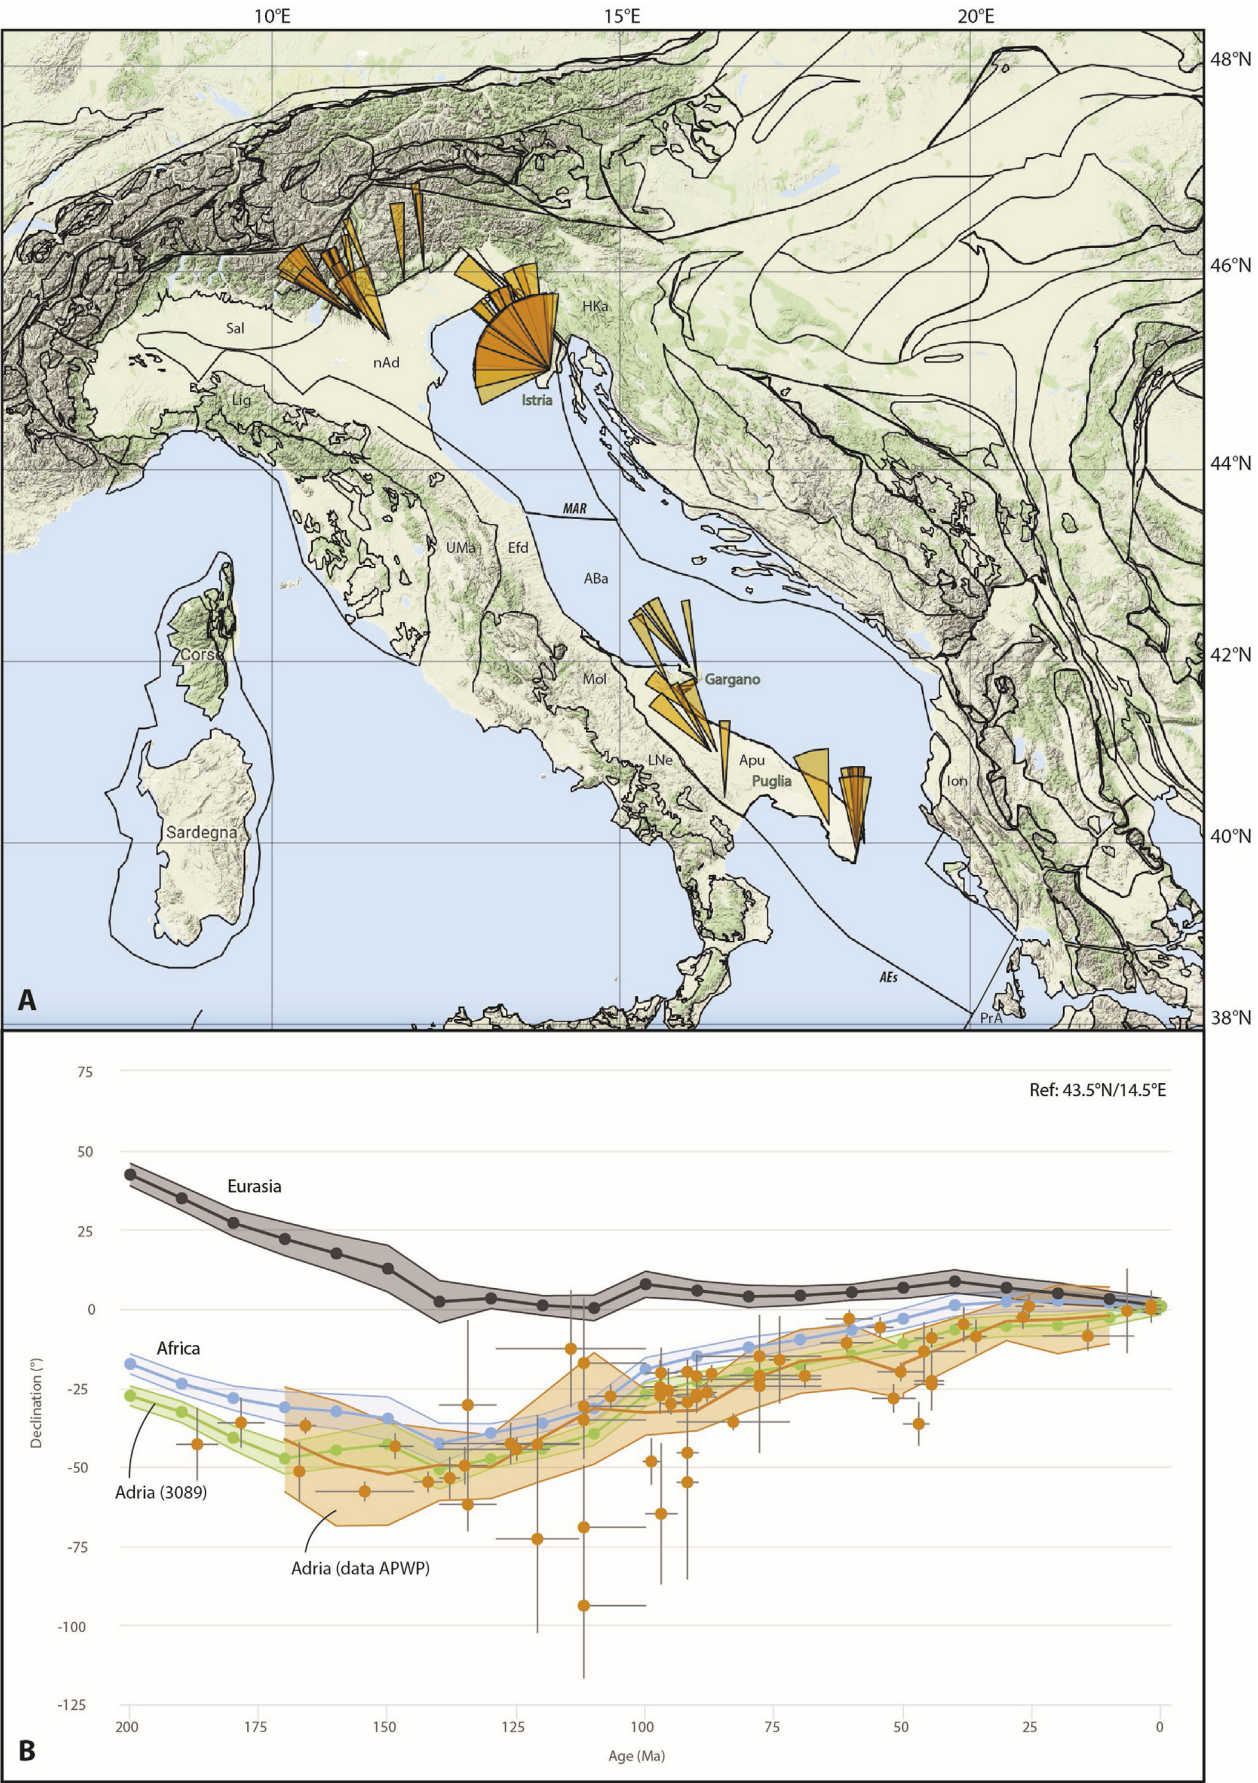 10°E 15°E 20°E
48°N
46°N
HKa
Sal
nAd
Lig
Istria
44°N
MAR
UMa Efd
ABa
Corse
42°N
Mol
Gargano
LNe Apu
Puglia
Ion
Sardegna
40°N
AEs
A
PrA
38°N
75
Ref: 43.5°N/14.5°E
50
Eurasia
25
0
Africa
-25
Declination (°)
-50
Adria (3089)
-75
Adria (data APWP)
-100
-125
200 175 150 125 100 75 50 25 0
B
Age (Ma)